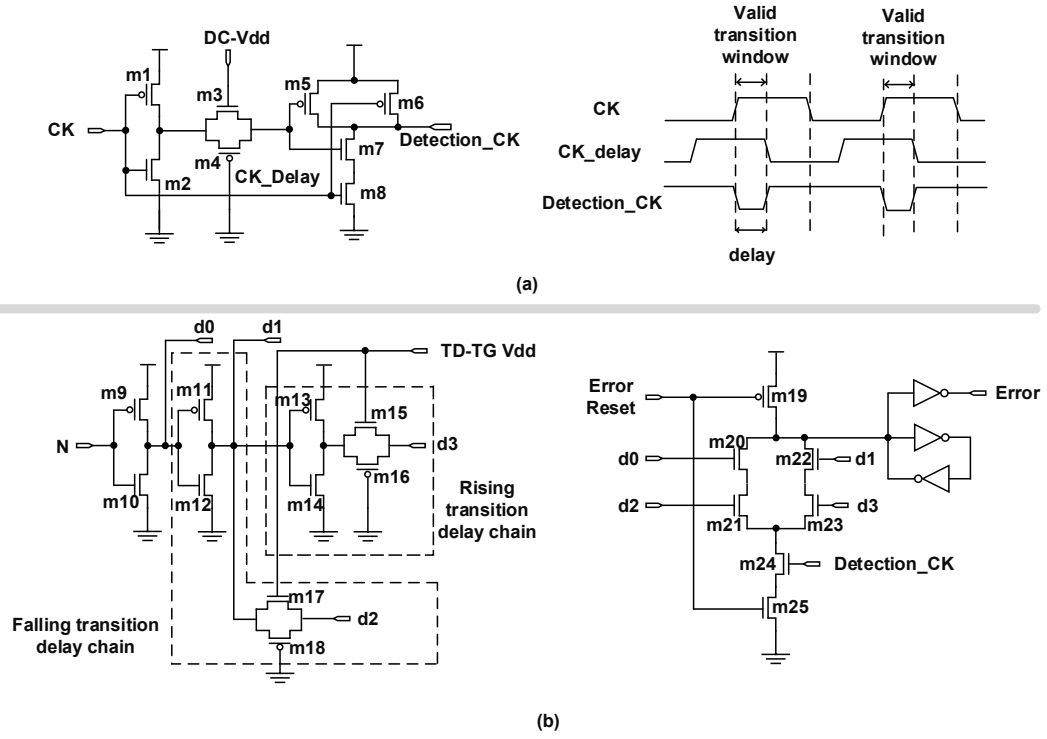 DC-Vdd
m1
m3
m5
m6
CK
m4
m7
Detection_CK
m2
CK_Delay
m8
Valid
transition
window
Valid
transition
window
CK
CK_delay
Detection_CK
delay
(a)
d0
d1
TD-TG Vdd
m9
m11
m13
m15
N
d3
m10
m12
m14
m16
Rising
transition
delay chain
m17
d2
m18
Falling transition
delay chain
Error
Reset
m19
Error
m20
m22
d0
d1
d2
d3
m21
m23
m24
Detection_CK
m25
(b)